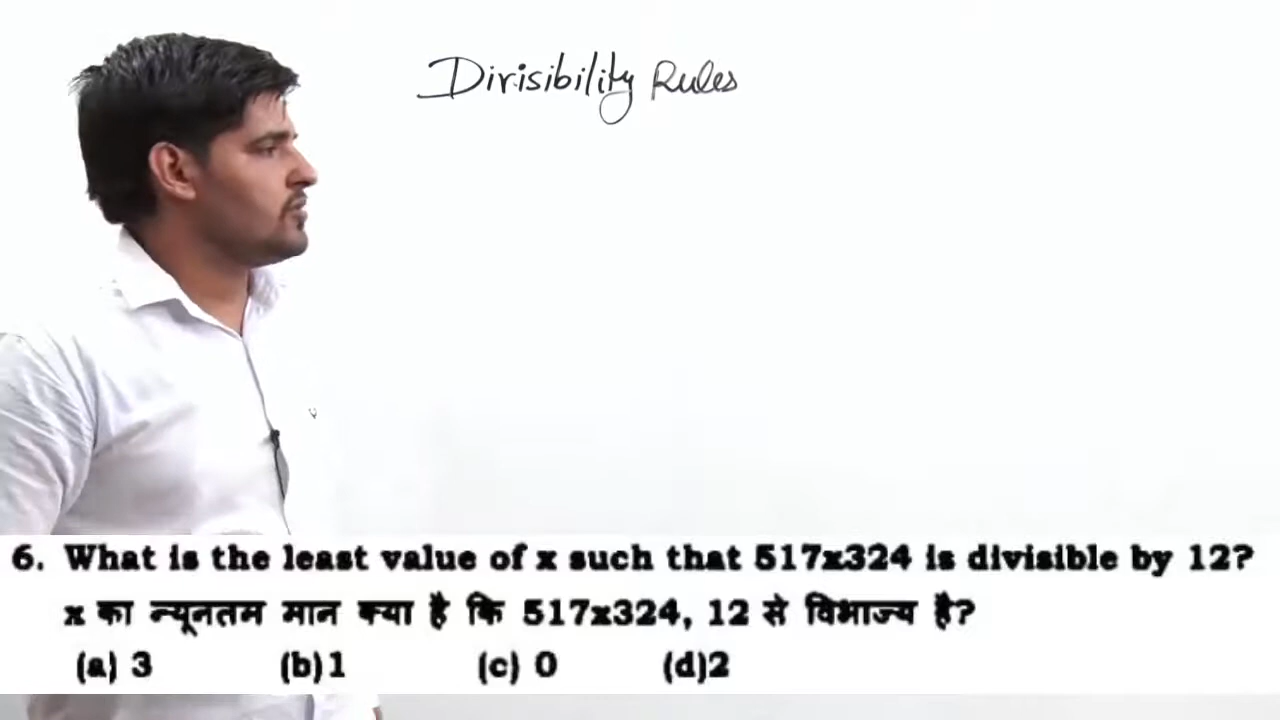 Divisibility Rules
6. What is the least value of x such that 517x324 is divisible by 12?
x का न्यूनतम मान क्या है कि 517x324, 12 से विभाज्य है?
(a) 3 (b) 1 (c) 0 (d) 2